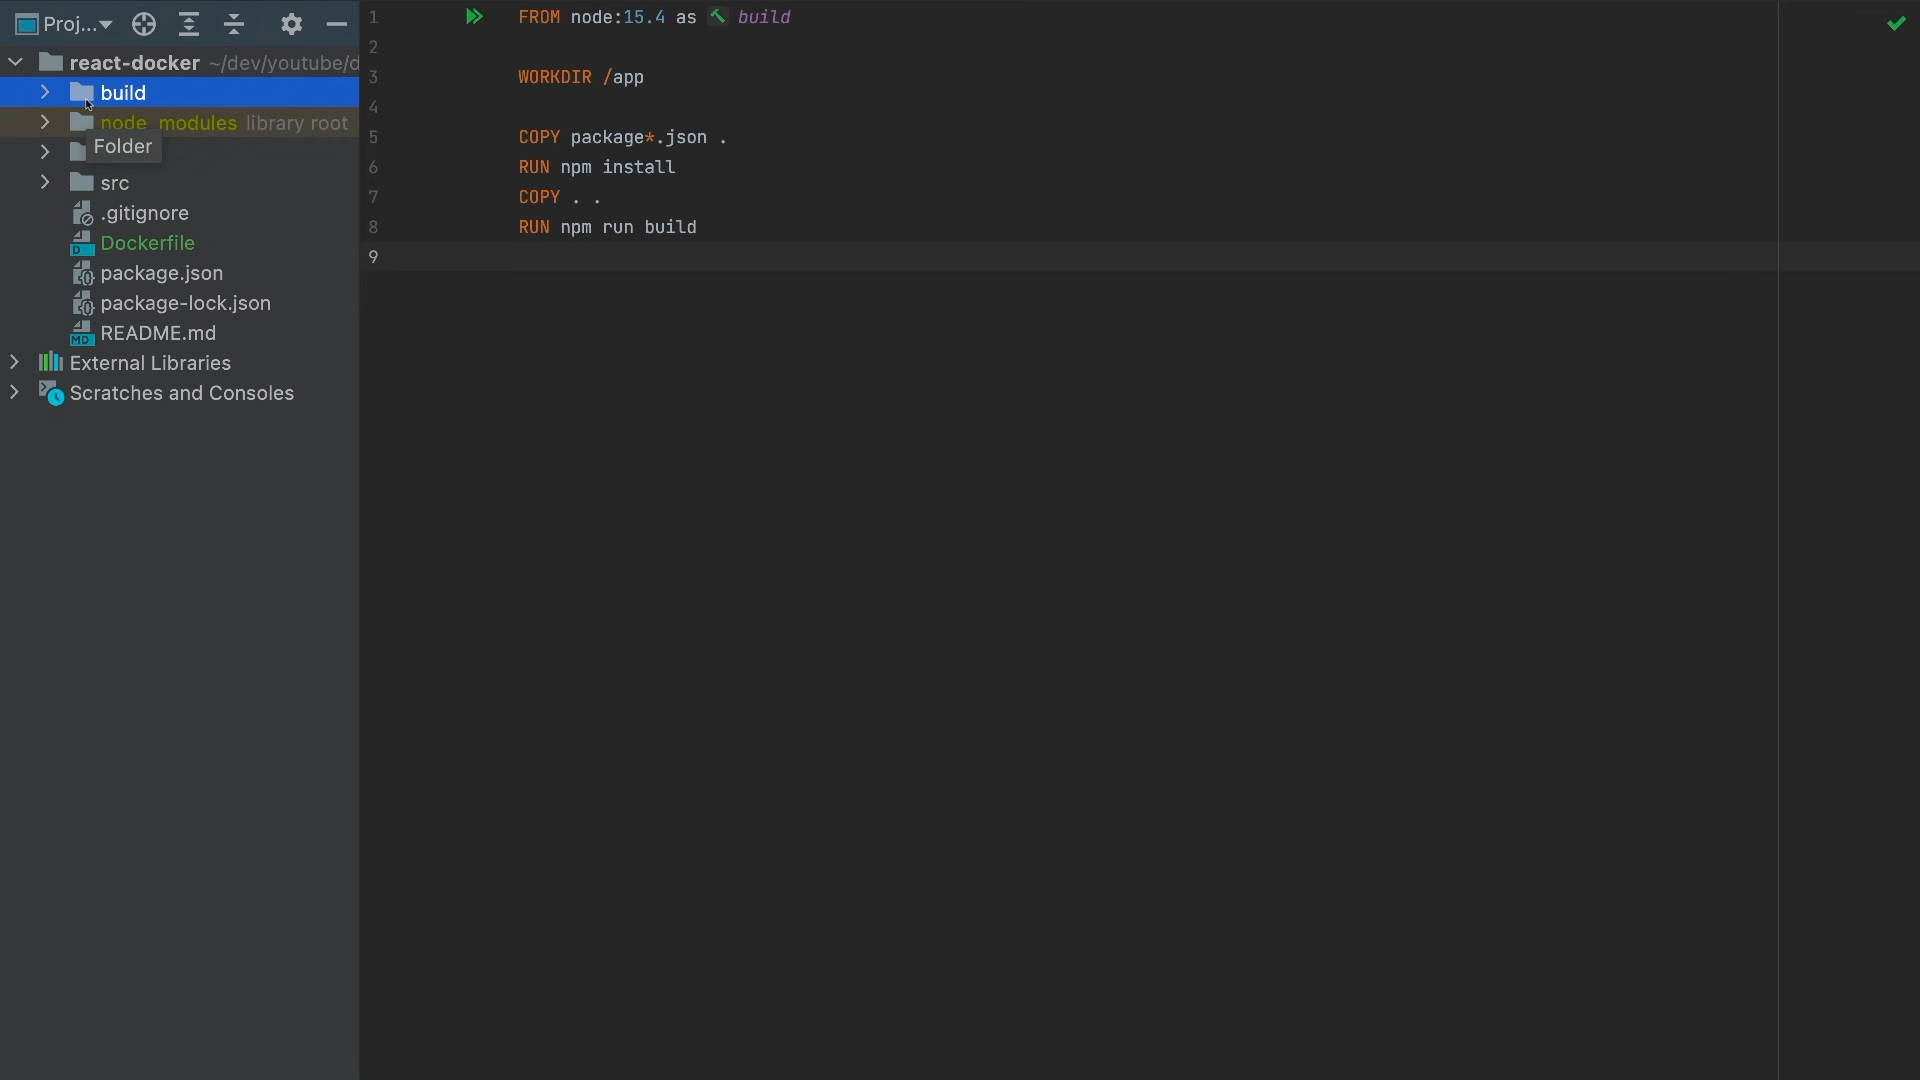 Proj...
react-docker ~/dev/youtube/d
build
node_modules library root
Folder
src
.gitignore
Dockerfile
package.json
package-lock.json
README.md
External Libraries
Scratches and Consoles
1 FROM node:15.4 as build
2
3 WORKDIR /app
4
5 COPY package*.json .
6 RUN npm install
7 COPY . .
8 RUN npm run build
9